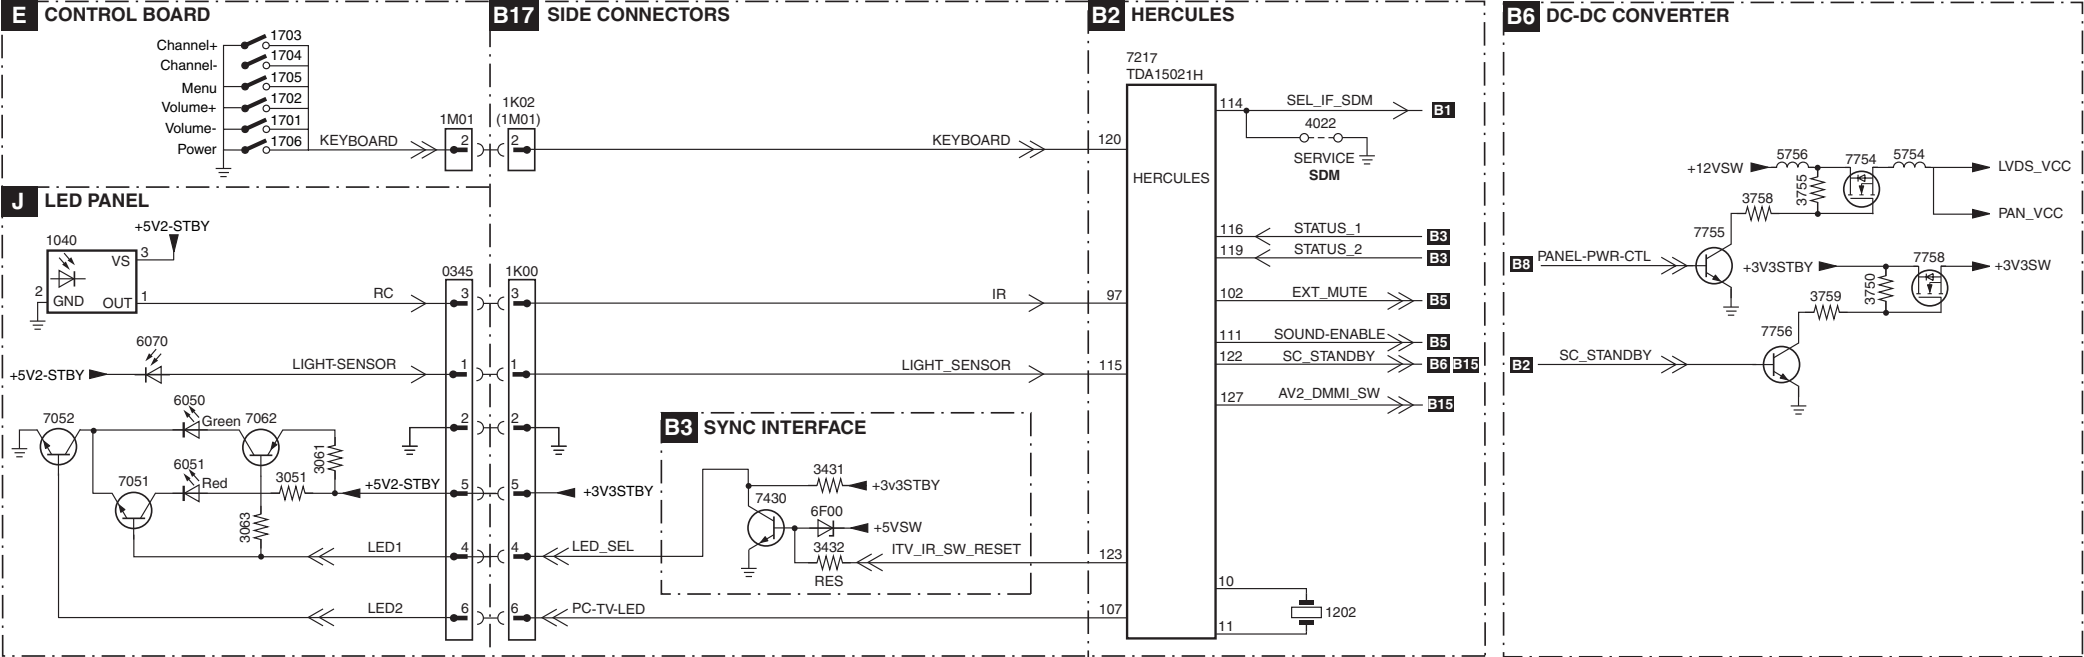 E CONTROL BOARD
Channel+ 1703
Channel- 1704
Menu 1705
Volume+ 1702
Volume- 1701
Power 1706
KEYBOARD
1M01
2
J LED PANEL
+5V2-STBY
1040
VS 3
2 GND OUT 1
RC
0345
3
6070
+5V2-STBY
LIGHT-SENSOR
1
6050
Green
7052
7062
2
3061
6051
Red
7051
3051
+5V2-STBY
5
3063
LED1
4
LED2
6
B17 SIDE CONNECTORS
1K02
(1M01)
2
KEYBOARD
1K00
3
IR
1
LIGHT_SENSOR
2
5
+3V3STBY
4
LED_SEL
6
PC-TV-LED
B3 SYNC INTERFACE
3431
+3v3STBY
7430
6F00
+5VSW
3432
RES
ITV_IR_SW_RESET
B2 HERCULES
7217
TDA15021H
HERCULES
120
97
115
123
107
114 SEL_IF_SDM B1
4022
SERVICE
SDM
116 STATUS_1 B3
119 STATUS_2 B3
102 EXT_MUTE B5
111 SOUND-ENABLE B5
122 SC_STANDBY B6 B15
127 AV2_DMMI_SW B15
10
1202
11
B6 DC-DC CONVERTER
+12VSW
5756
7754
5754
LVDS_VCC
3755
3758
PAN_VCC
7755
B8 PANEL-PWR-CTL
+3V3STBY
7758
+3V3SW
3750
3759
7756
B2 SC_STANDBY